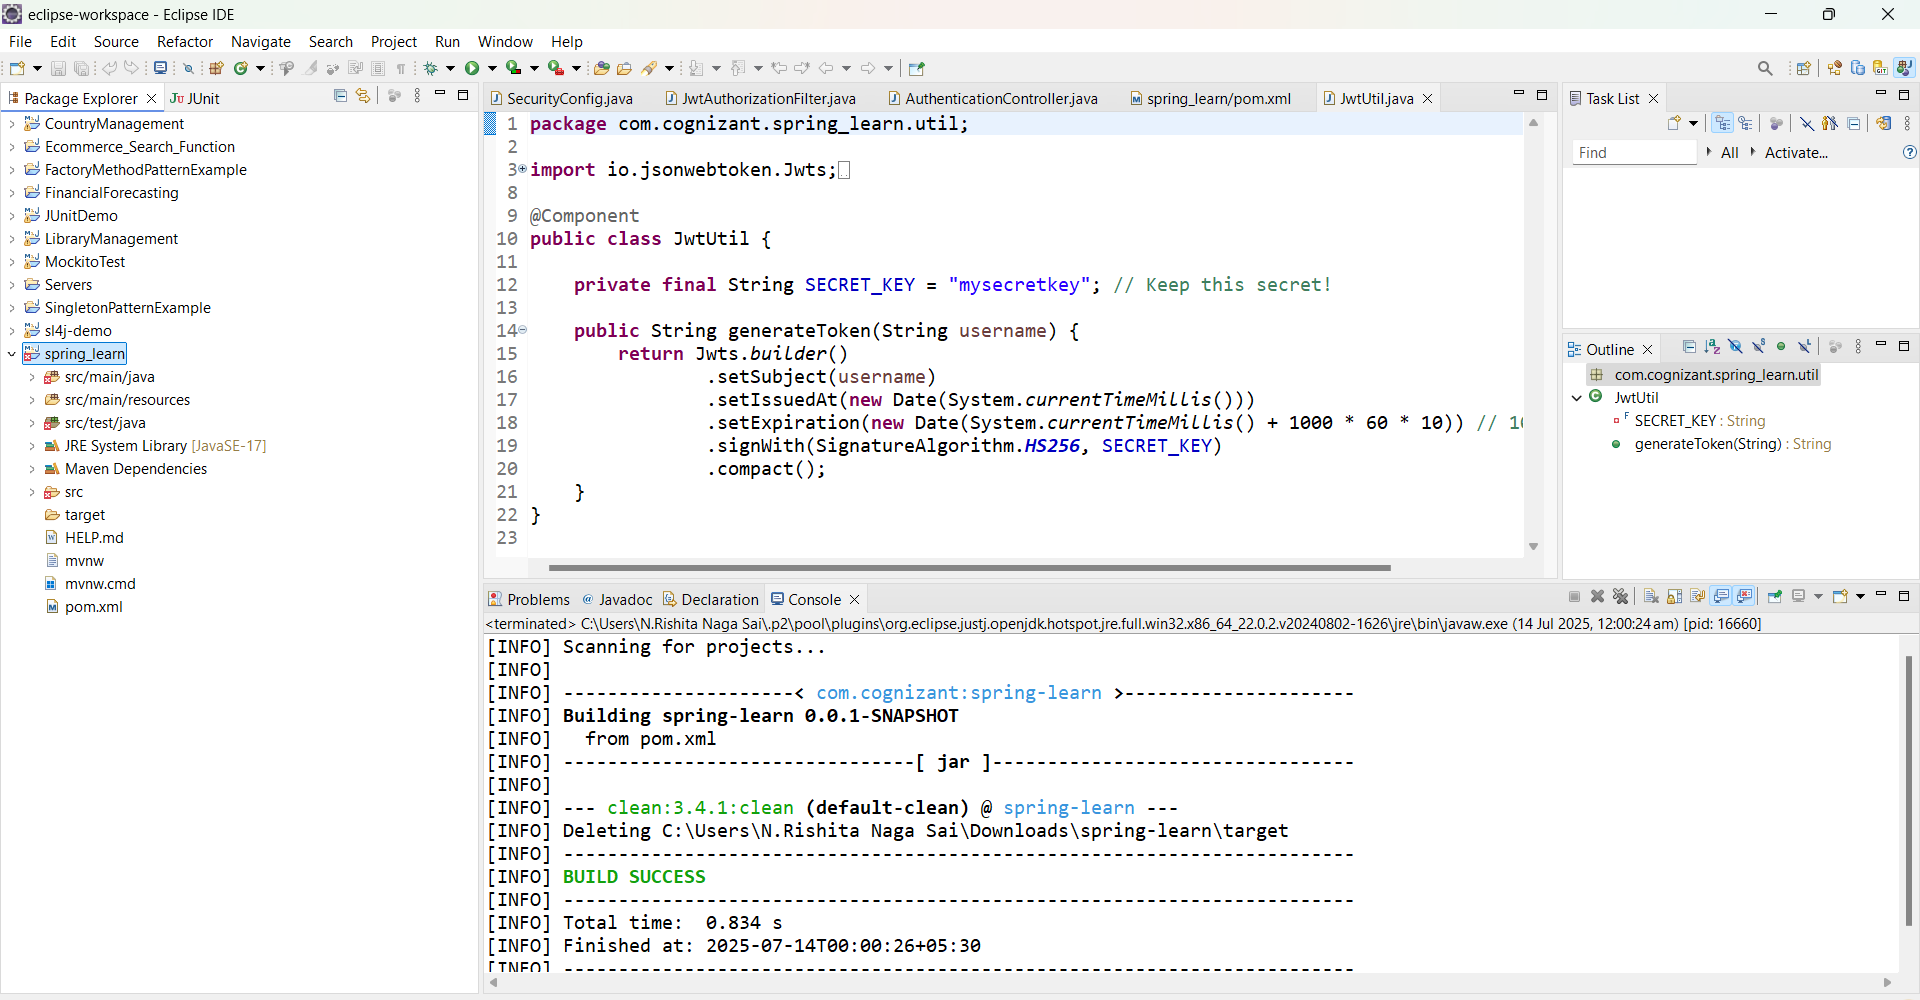 eclipse-workspace - Eclipse IDE
File Edit Source Refactor Navigate Search Project Run Window Help
Package Explorer
JUnit
CountryManagement
Ecommerce_Search_Function
FactoryMethodPatternExample
FinancialForecasting
JUnitDemo
LibraryManagement
MockitoTest
Servers
SingletonPatternExample
sl4j-demo
spring_learn
src/main/java
src/main/resources
src/test/java
JRE System Library [JavaSE-17]
Maven Dependencies
src
target
HELP.md
mvnw
mvnw.cmd
pom.xml
SecurityConfig.java JwtAuthorizationFilter.java AuthenticationController.java spring_learn/pom.xml JwtUtil.java
1 package com.cognizant.spring_learn.util;
2
3 import io.jsonwebtoken.Jwts;
8
9 @Component
10 public class JwtUtil {
11
12 private final String SECRET_KEY = "mysecretkey"; // Keep this secret!
13
14 public String generateToken(String username) {
15 return Jwts.builder()
16 .setSubject(username)
17 .setIssuedAt(new Date(System.currentTimeMillis()))
18 .setExpiration(new Date(System.currentTimeMillis() + 1000 * 60 * 10)) //
19 .signWith(SignatureAlgorithm.HS256, SECRET_KEY)
20 .compact();
21 }
22 }
23
Task List
Find All Activate...
Outline
com.cognizant.spring_learn.util
JwtUtil
SECRET_KEY : String
generateToken(String) : String
Problems @ Javadoc Declaration Console
<terminated> C:\Users\N.Rishita Naga Sai\.p2\pool\plugins\org.eclipse.justj.openjdk.hotspot.jre.full.win32.x86_64_22.0.2.v20240802-1626\jre\bin\javaw.exe (14 Jul 2025, 12:00:24 am) [pid: 16660]
[INFO] Scanning for projects...
[INFO]
[INFO] ---------------------< com.cognizant:spring-learn >---------------------
[INFO] Building spring-learn 0.0.1-SNAPSHOT
[INFO] from pom.xml
[INFO] --------------------------------[ jar ]---------------------------------
[INFO]
[INFO] --- clean:3.4.1:clean (default-clean) @ spring-learn ---
[INFO] Deleting C:\Users\N.Rishita Naga Sai\Downloads\spring-learn\target
[INFO] ------------------------------------------------------------------------
[INFO] BUILD SUCCESS
[INFO] ------------------------------------------------------------------------
[INFO] Total time: 0.834 s
[INFO] Finished at: 2025-07-14T00:00:26+05:30
[INFO] ------------------------------------------------------------------------